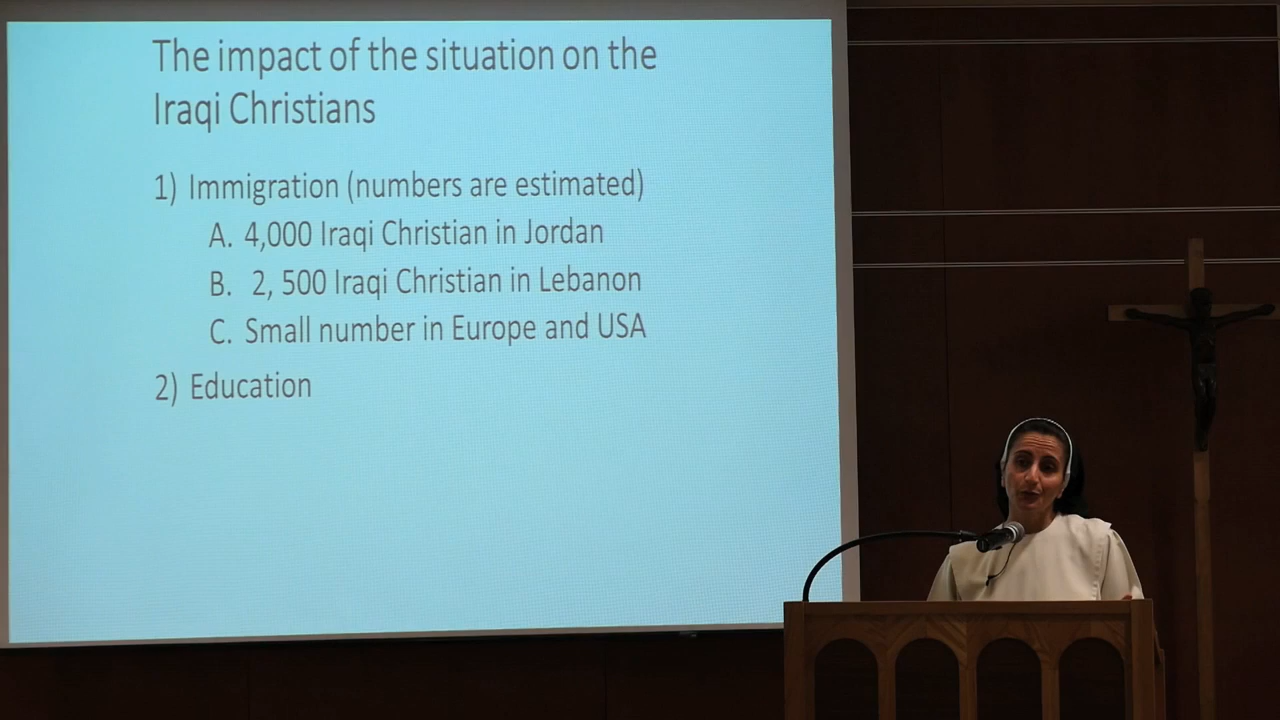 The impact of the situation on the
Iraqi Christians
1) Immigration (numbers are estimated)
A. 4,000 Iraqi Christian in Jordan
B. 2, 500 Iraqi Christian in Lebanon
C. Small number in Europe and USA
2) Education